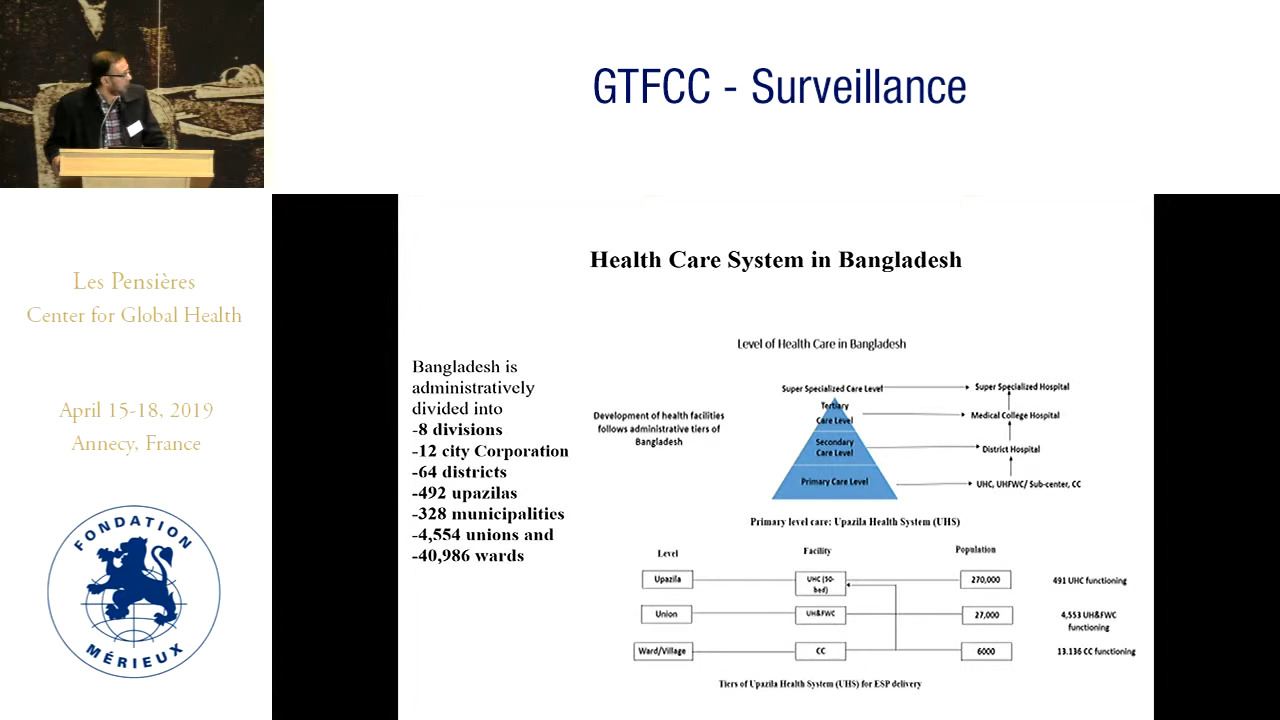 GTFCC - Surveillance
Les Pensières
Center for Global Health
April 15-18, 2019
Annecy, France
FONDATION
MÉRIEUX
Health Care System in Bangladesh
Bangladesh is
administratively
divided into
-8 divisions
-12 city Corporation
-64 districts
-492 upazilas
-328 municipalities
-4,554 unions and
-40,986 wards
Level of Health Care in Bangladesh
Development of health facilities
follows administrative tiers of
Bangladesh
Super Specialized Care Level
Super Specialized Hospital
Tertiary
Care Level
Medical College Hospital
Secondary
Care Level
District Hospital
Primary Care Level
UHC, UHFWC/ Sub-center, CC
Primary level care: Upazila Health System (UHS)
Level
Facility
Population
Upazila
UHC (50-
bed)
270,000
491 UHC functioning
Union
UH&FWC
27,000
4,553 UH&FWC
functioning
Ward/Village
CC
6000
13.136 CC functioning
Tiers of Upazila Health System (UHS) for ESP delivery